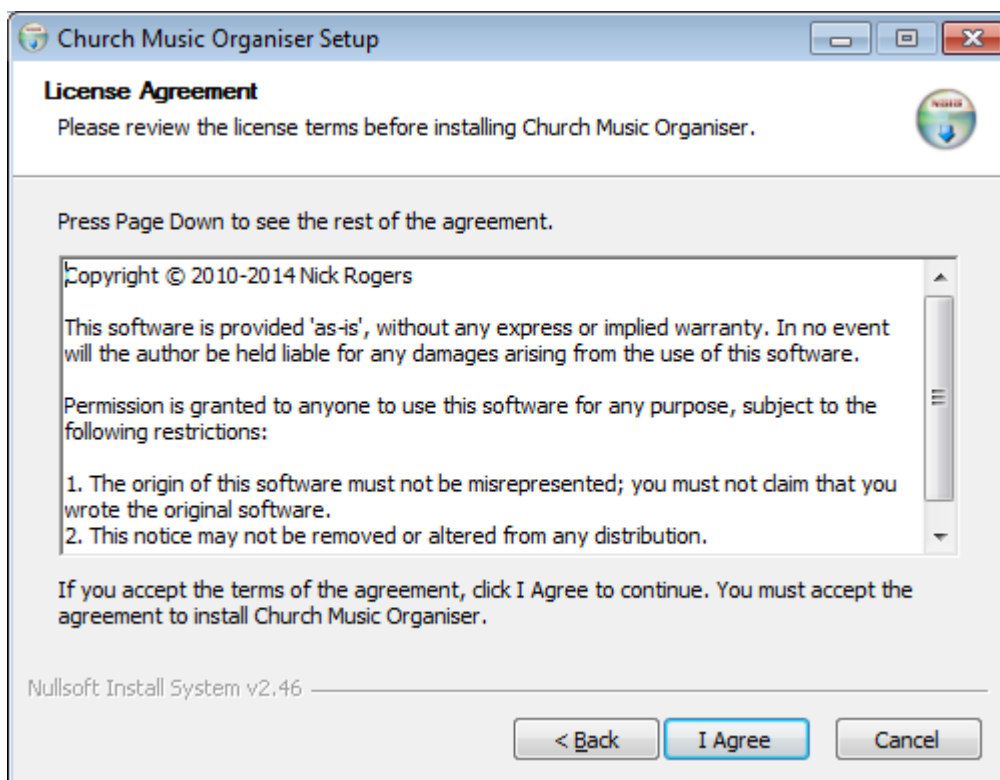 Church Music Organiser Setup
License Agreement
Please review the license terms before installing Church Music Organiser.
Press Page Down to see the rest of the agreement.
Copyright © 2010-2014 Nick Rogers
This software is provided 'as-is', without any express or implied warranty. In no event
will the author be held liable for any damages arising from the use of this software.
Permission is granted to anyone to use this software for any purpose, subject to the
following restrictions:
1. The origin of this software must not be misrepresented; you must not claim that you
wrote the original software.
2. This notice may not be removed or altered from any distribution.
If you accept the terms of the agreement, click I Agree to continue. You must accept the
agreement to install Church Music Organiser.
Nullsoft Install System v2.46
< Back
I Agree
Cancel